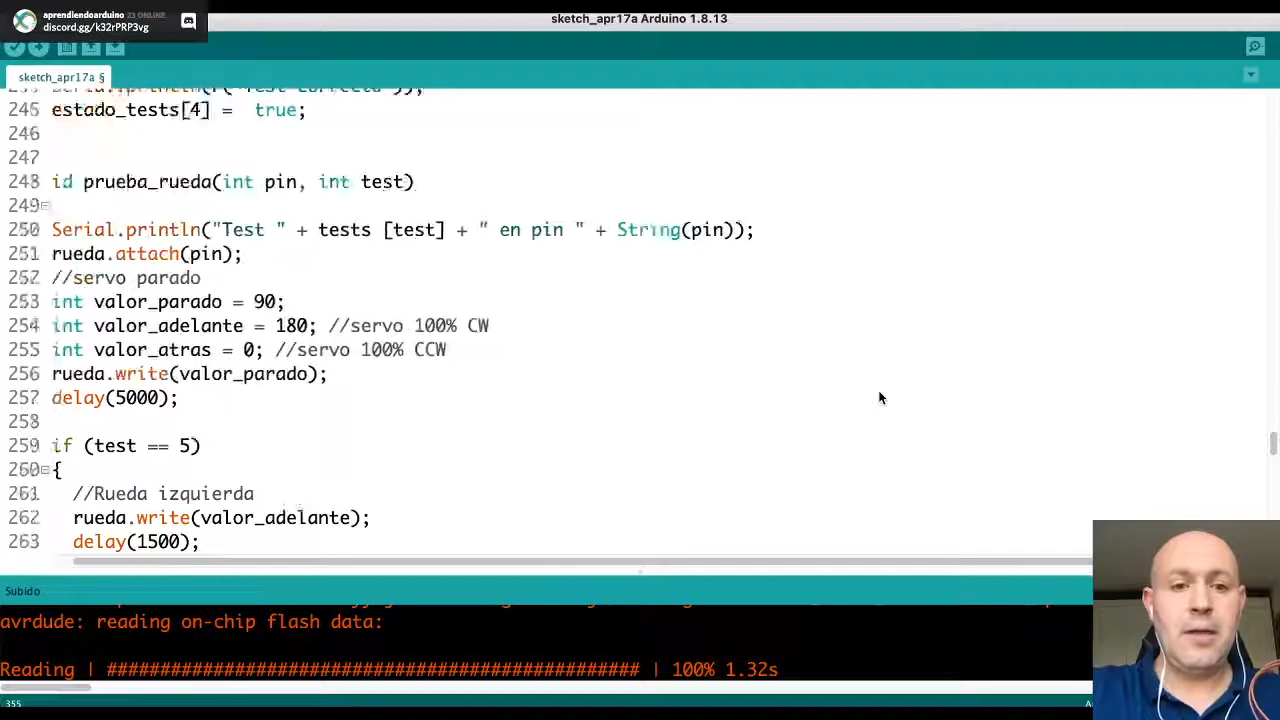 aprendiendoarduino 23 ONLINE
discord.gg/k32rPRP3vg
sketch_apr17a Arduino 1.8.13
sketch_apr17a §
245 estado_tests[4] = true;
246
247
248 id prueba_rueda(int pin, int test)
249
250 Serial.println("Test " + tests [test] + " en pin " + String(pin));
251 rueda.attach(pin);
252 //servo parado
253 int valor_parado = 90;
254 int valor_adelante = 180; //servo 100% CW
255 int valor_atras = 0; //servo 100% CCW
256 rueda.write(valor_parado);
257 delay(5000);
258
259 if (test == 5)
260 {
261 //Rueda izquierda
262 rueda.write(valor_adelante);
263 delay(1500);
Subido
avrdude: reading on-chip flash data:
Reading | ################################################## | 100% 1.32s
355